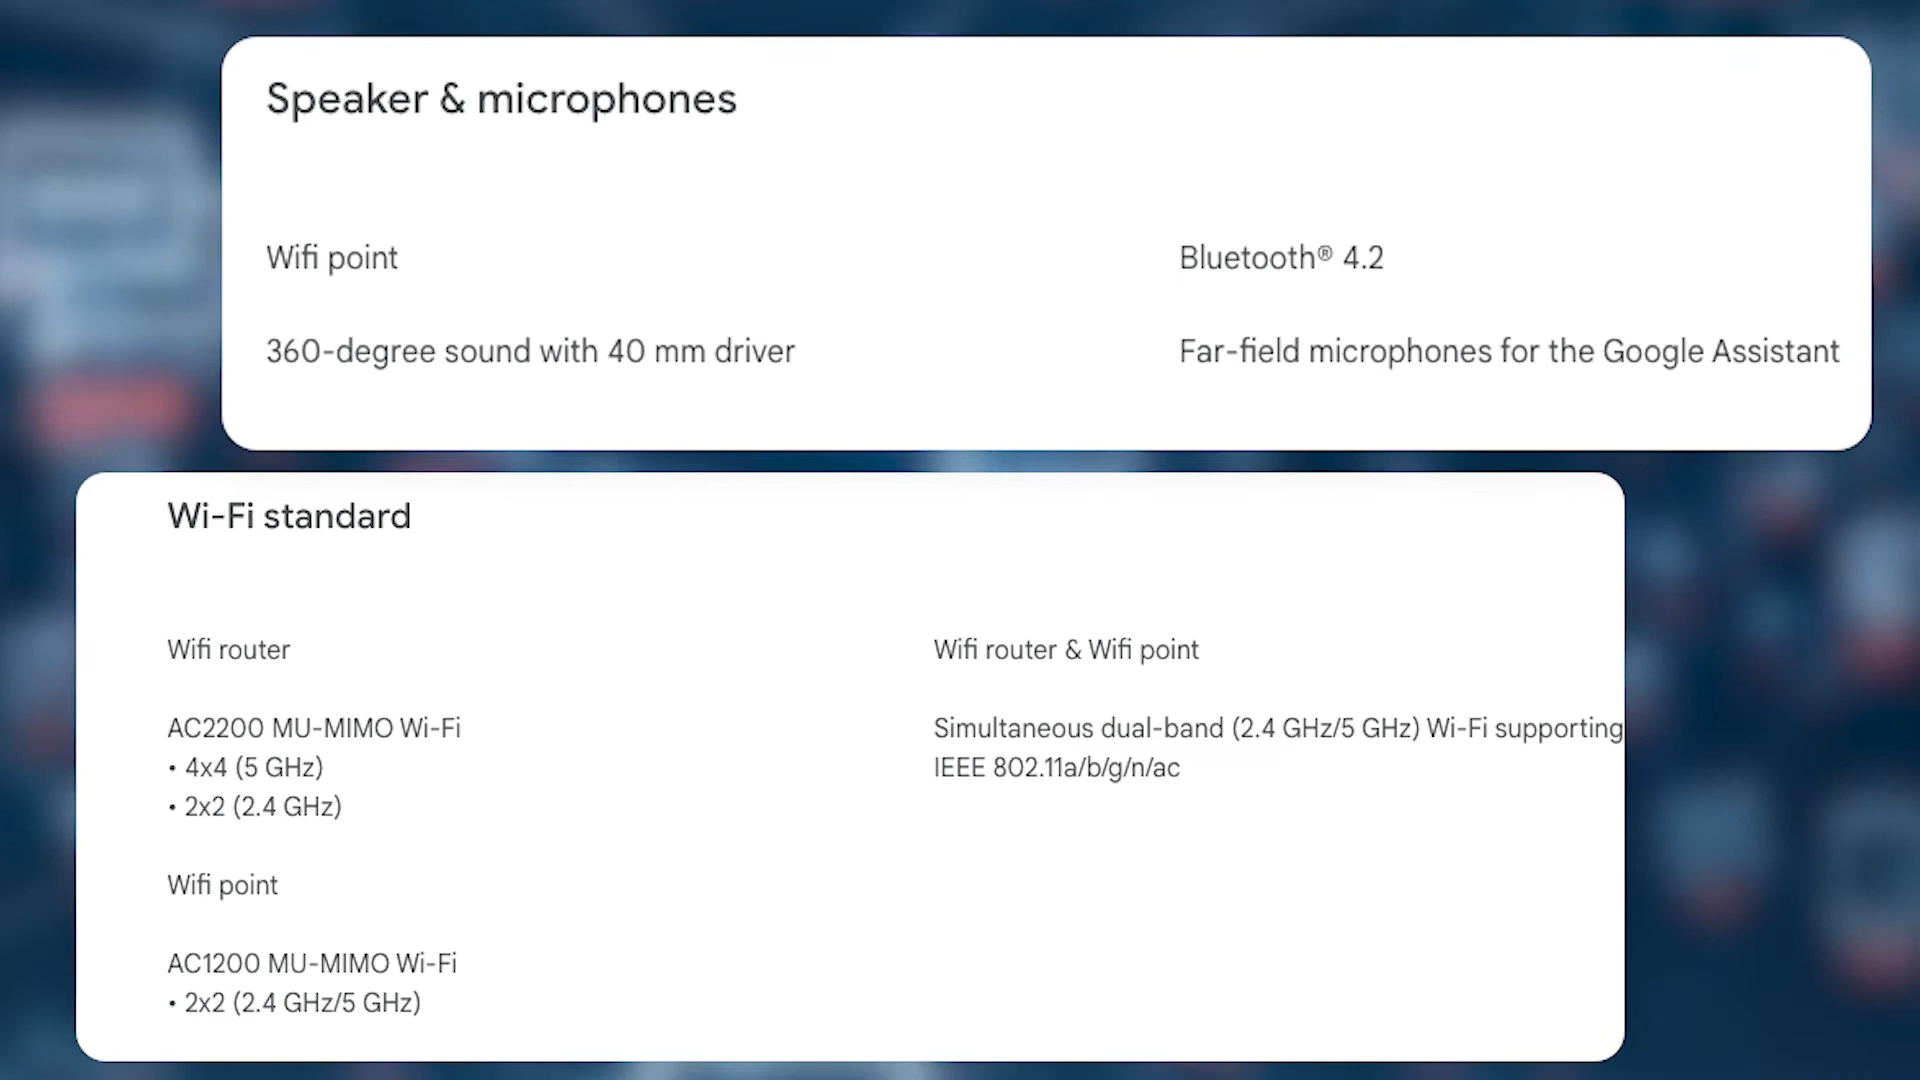 Speaker & microphones
Wifi point
360-degree sound with 40 mm driver
Bluetooth® 4.2
Far-field microphones for the Google Assistant
Wi-Fi standard
Wifi router
AC2200 MU-MIMO Wi-Fi
• 4x4 (5 GHz)
• 2x2 (2.4 GHz)
Wifi point
AC1200 MU-MIMO Wi-Fi
• 2x2 (2.4 GHz/5 GHz)
Wifi router & Wifi point
Simultaneous dual-band (2.4 GHz/5 GHz) Wi-Fi supporting
IEEE 802.11a/b/g/n/ac